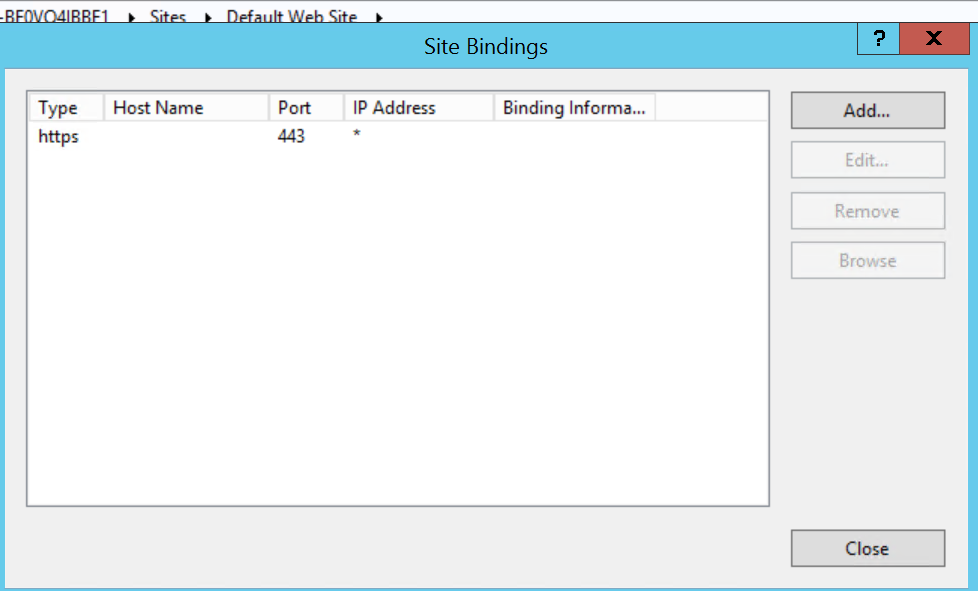 Sites ▸ Default Web Site ▸
Site Bindings
?
X
Type Host Name Port IP Address Binding Informa...
https 443 *
Add...
Edit...
Remove
Browse
Close